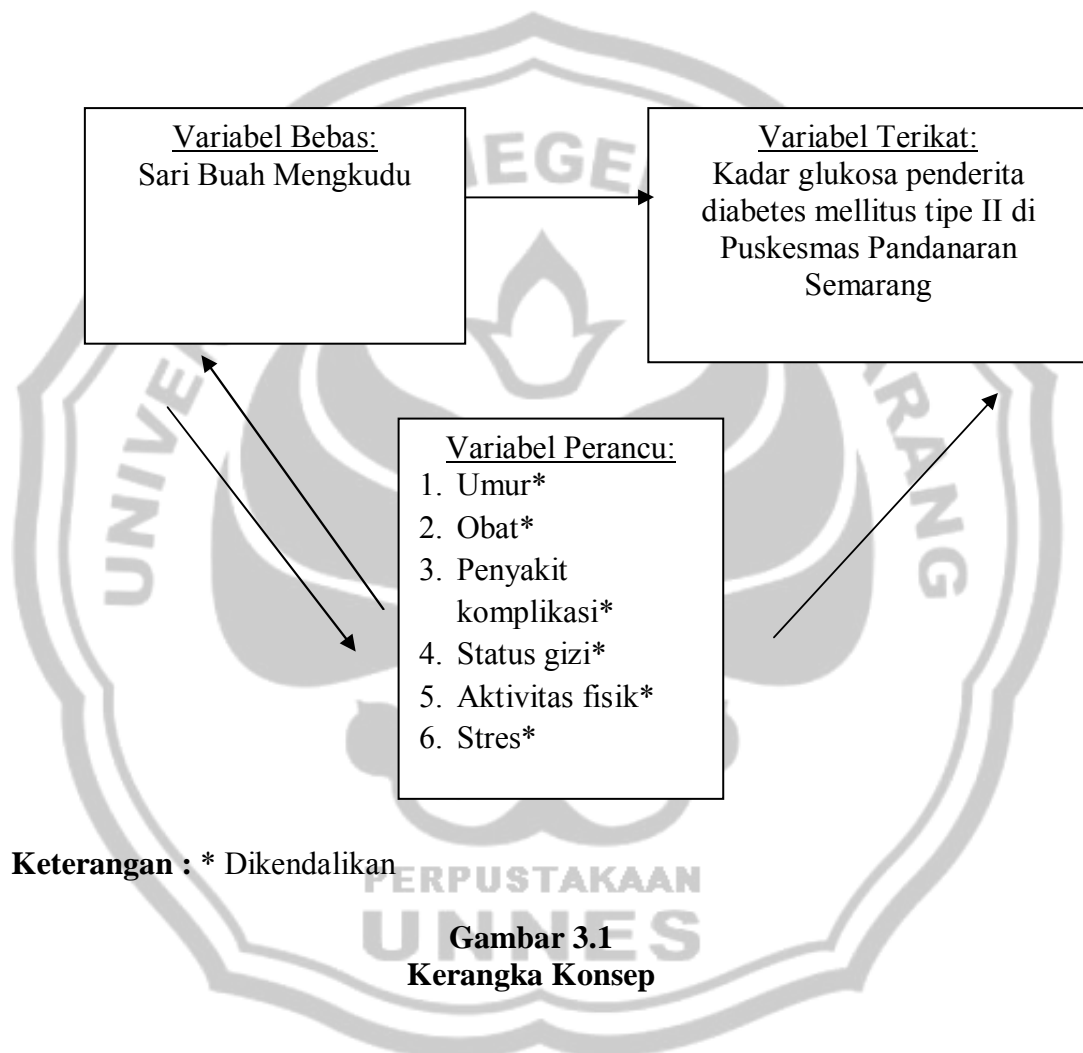 Variabel Bebas:
Sari Buah Mengkudu
Variabel Terikat:
Kadar glukosa penderita
diabetes mellitus tipe II di
Puskesmas Pandanaran
Semarang
Variabel Perancu:
1. Umur*
2. Obat*
3. Penyakit
komplikasi*
4. Status gizi*
5. Aktivitas fisik*
6. Stres*
Keterangan : * Dikendalikan
PERPUSTAKAAN
UNNES
Gambar 3.1
Kerangka Konsep